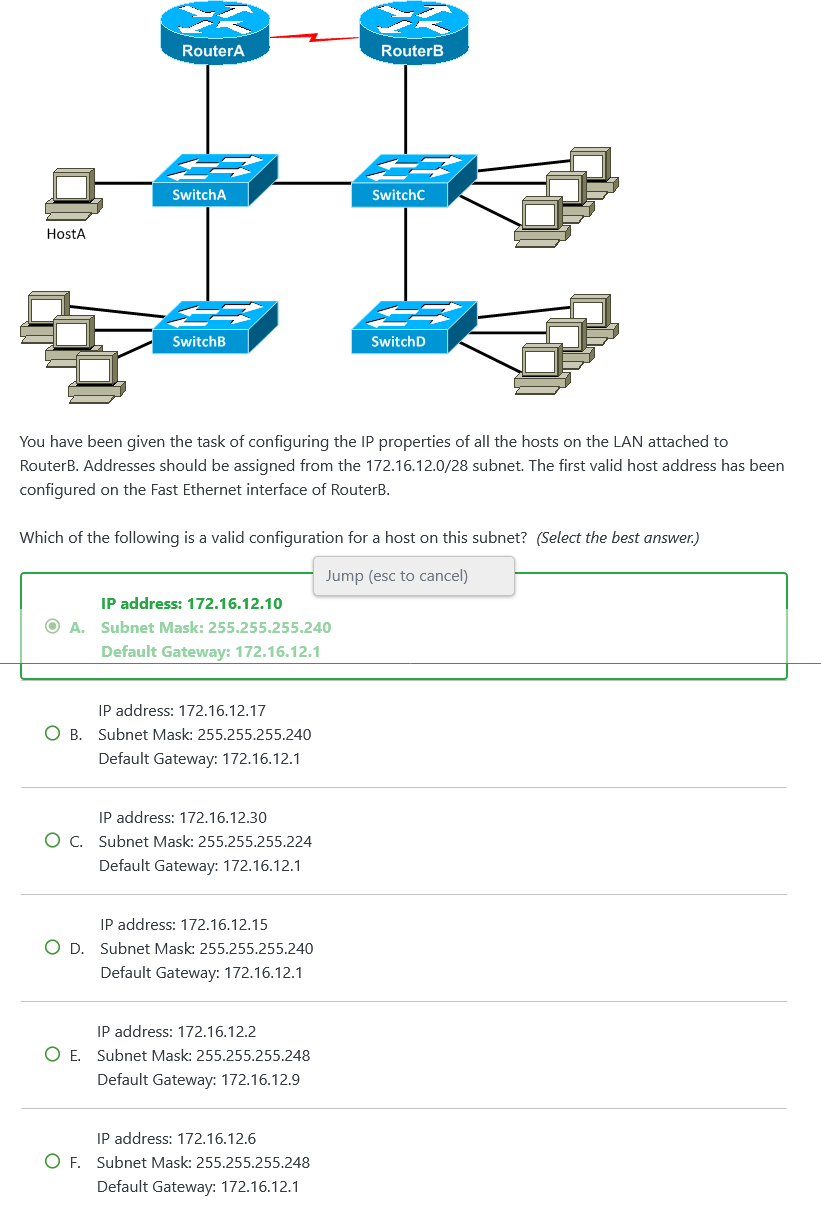 RouterA
RouterB
SwitchA
SwitchC
HostA
SwitchB
SwitchD
You have been given the task of configuring the IP properties of all the hosts on the LAN attached to
RouterB. Addresses should be assigned from the 172.16.12.0/28 subnet. The first valid host address has been
configured on the Fast Ethernet interface of RouterB.
Which of the following is a valid configuration for a host on this subnet? (Select the best answer.)
Jump (esc to cancel)
IP address: 172.16.12.10
A. Subnet Mask: 255.255.255.240
Default Gateway: 172.16.12.1
IP address: 172.16.12.17
B. Subnet Mask: 255.255.255.240
Default Gateway: 172.16.12.1
IP address: 172.16.12.30
C. Subnet Mask: 255.255.255.224
Default Gateway: 172.16.12.1
IP address: 172.16.12.15
D. Subnet Mask: 255.255.255.240
Default Gateway: 172.16.12.1
IP address: 172.16.12.2
E. Subnet Mask: 255.255.255.248
Default Gateway: 172.16.12.9
IP address: 172.16.12.6
F. Subnet Mask: 255.255.255.248
Default Gateway: 172.16.12.1